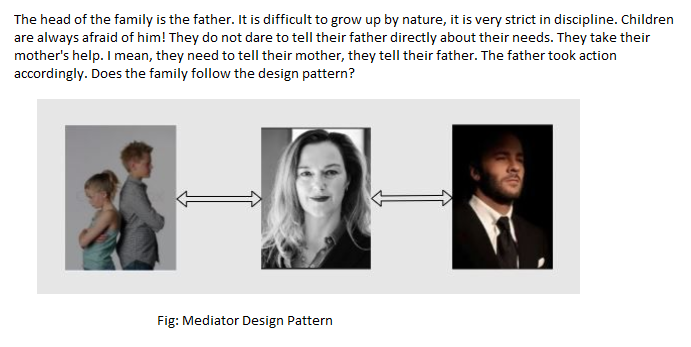 The head of the family is the father. It is difficult to grow up by nature, it is very strict in discipline. Children
are always afraid of him! They do not dare to tell their father directly about their needs. They take their
mother's help. I mean, they need to tell their mother, they tell their father. The father took action
accordingly. Does the family follow the design pattern?
Fig: Mediator Design Pattern